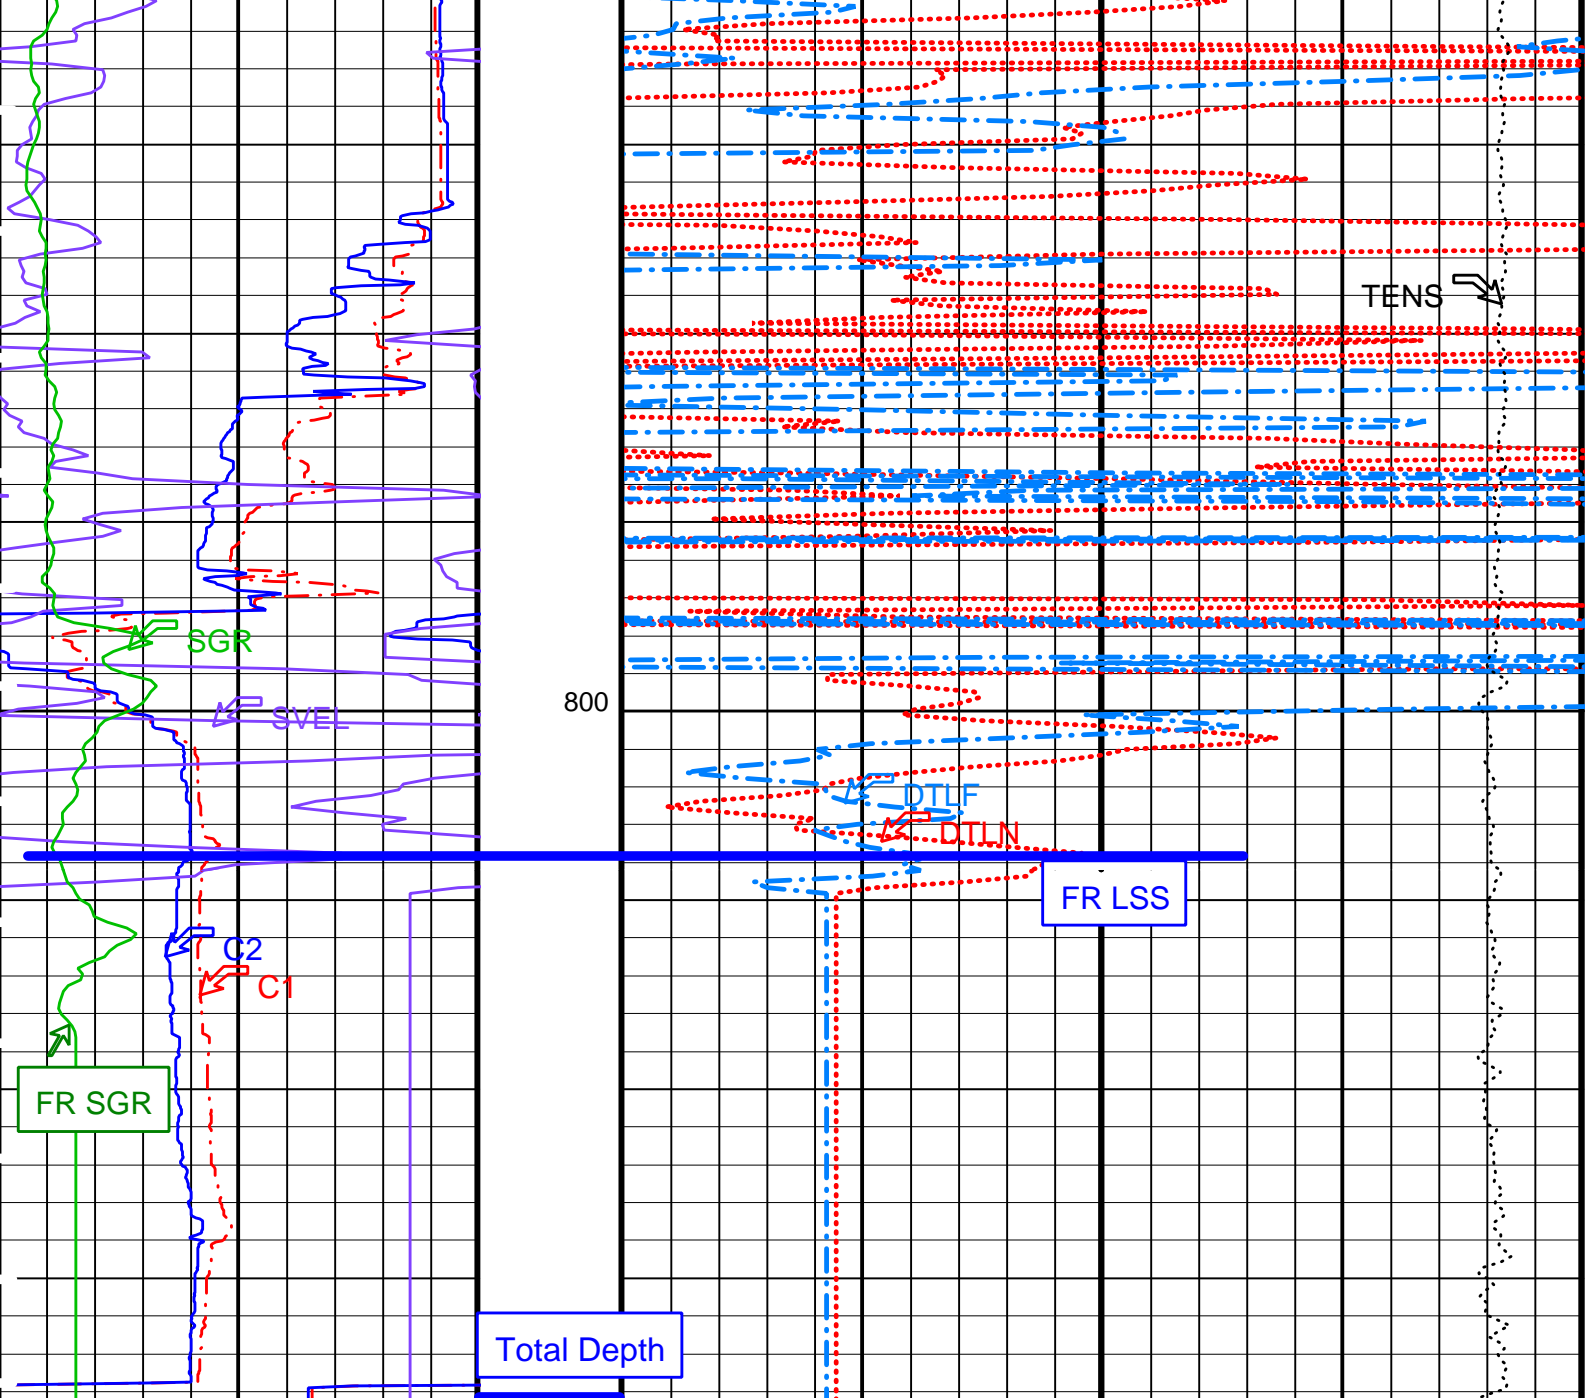 TENS
SGR
800
SVEL
DTLF
DTLN
FR LSS
C2
C1
FR SGR
Total Depth